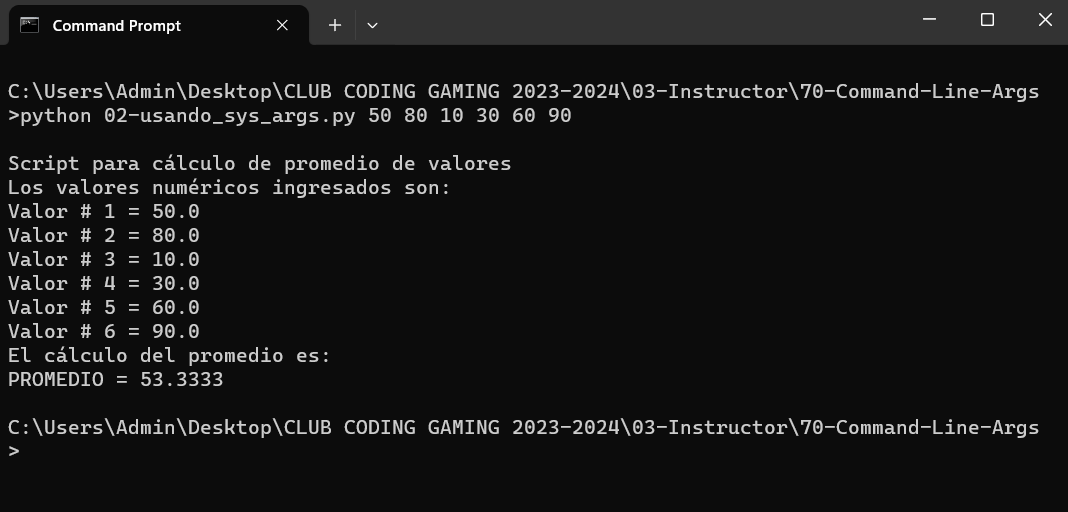 Command Prompt
C:\Users\Admin\Desktop\CLUB CODING GAMING 2023-2024\03-Instructor\70-Command-Line-Args
>python 02-usando_sys_args.py 50 80 10 30 60 90
Script para cálculo de promedio de valores
Los valores numéricos ingresados son:
Valor # 1 = 50.0
Valor # 2 = 80.0
Valor # 3 = 10.0
Valor # 4 = 30.0
Valor # 5 = 60.0
Valor # 6 = 90.0
El cálculo del promedio es:
PROMEDIO = 53.3333
C:\Users\Admin\Desktop\CLUB CODING GAMING 2023-2024\03-Instructor\70-Command-Line-Args
>